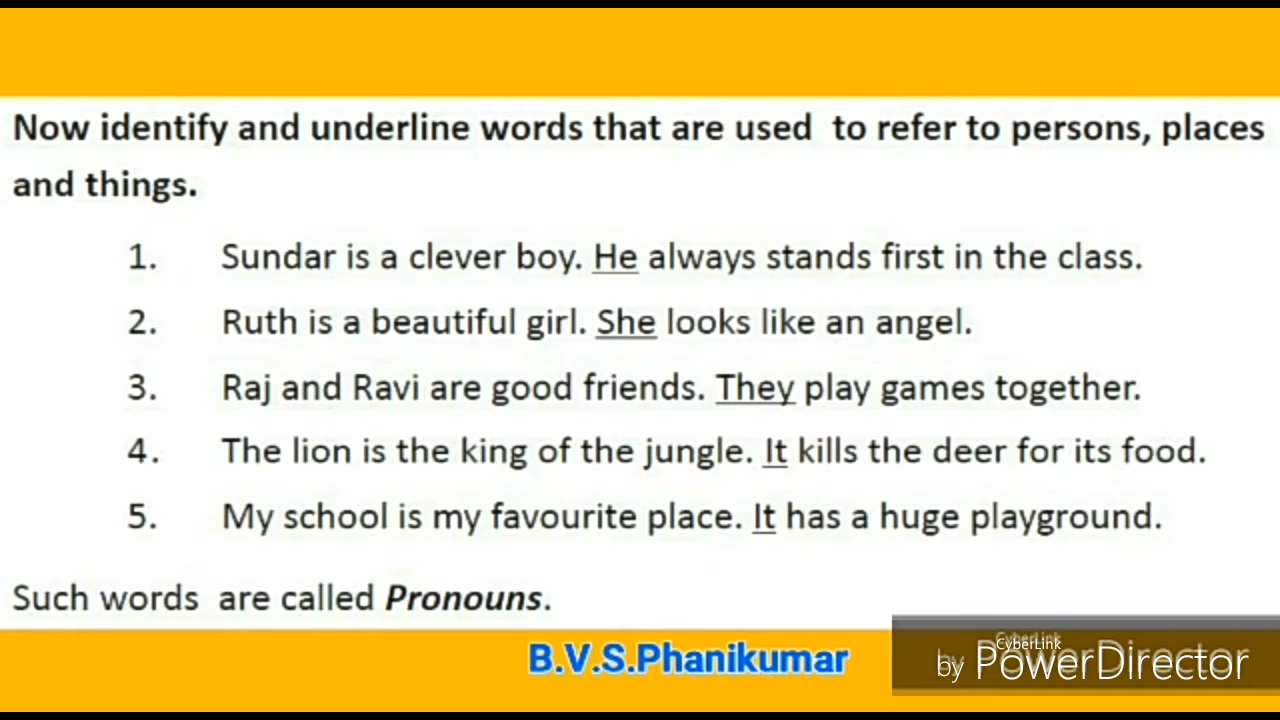 Now identify and underline words that are used to refer to persons, places
and things.
1. Sundar is a clever boy. He always stands first in the class.
2. Ruth is a beautiful girl. She looks like an angel.
3. Raj and Ravi are good friends. They play games together.
4. The lion is the king of the jungle. It kills the deer for its food.
5. My school is my favourite place. It has a huge playground.
Such words are called Pronouns.
B.V.S.Phanikumar
CyberLink
by PowerDirector